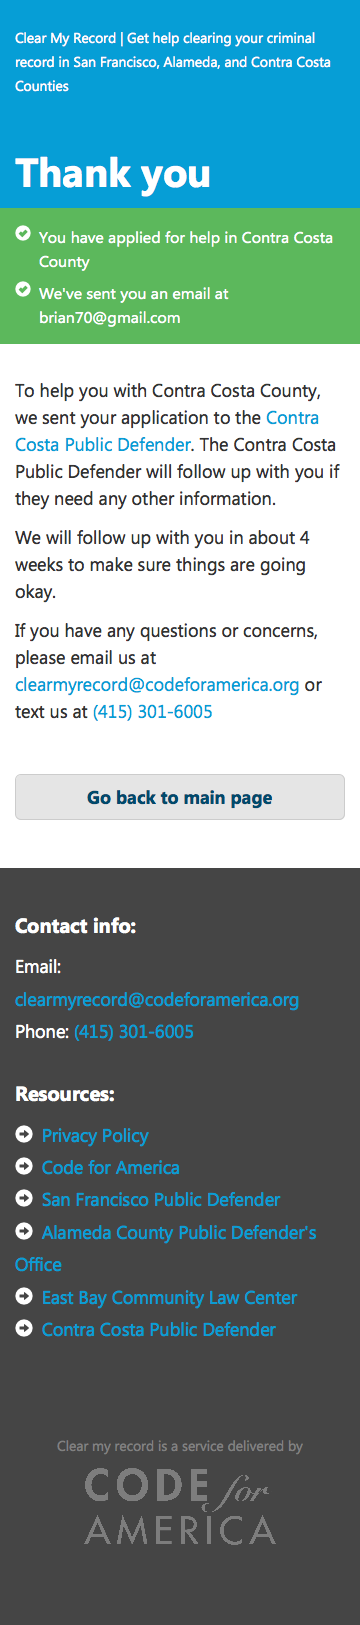 Clear My Record | Get help clearing your criminal
record in San Francisco, Alameda, and Contra Costa
Counties
Thank you
You have applied for help in Contra Costa
County
We've sent you an email at
brian70@gmail.com
To help you with Contra Costa County,
we sent your application to the Contra
Costa Public Defender. The Contra Costa
Public Defender will follow up with you if
they need any other information.
We will follow up with you in about 4
weeks to make sure things are going
okay.
If you have any questions or concerns,
please email us at
clearmyrecord@codeforamerica.org or
text us at (415) 301-6005
Go back to main page
Contact info:
Email:
clearmyrecord@codeforamerica.org
Phone: (415) 301-6005
Resources:
Privacy Policy
Code for America
San Francisco Public Defender
Alameda County Public Defender's
Office
East Bay Community Law Center
Contra Costa Public Defender
Clear my record is a service delivered by
CODE for
AMERICA